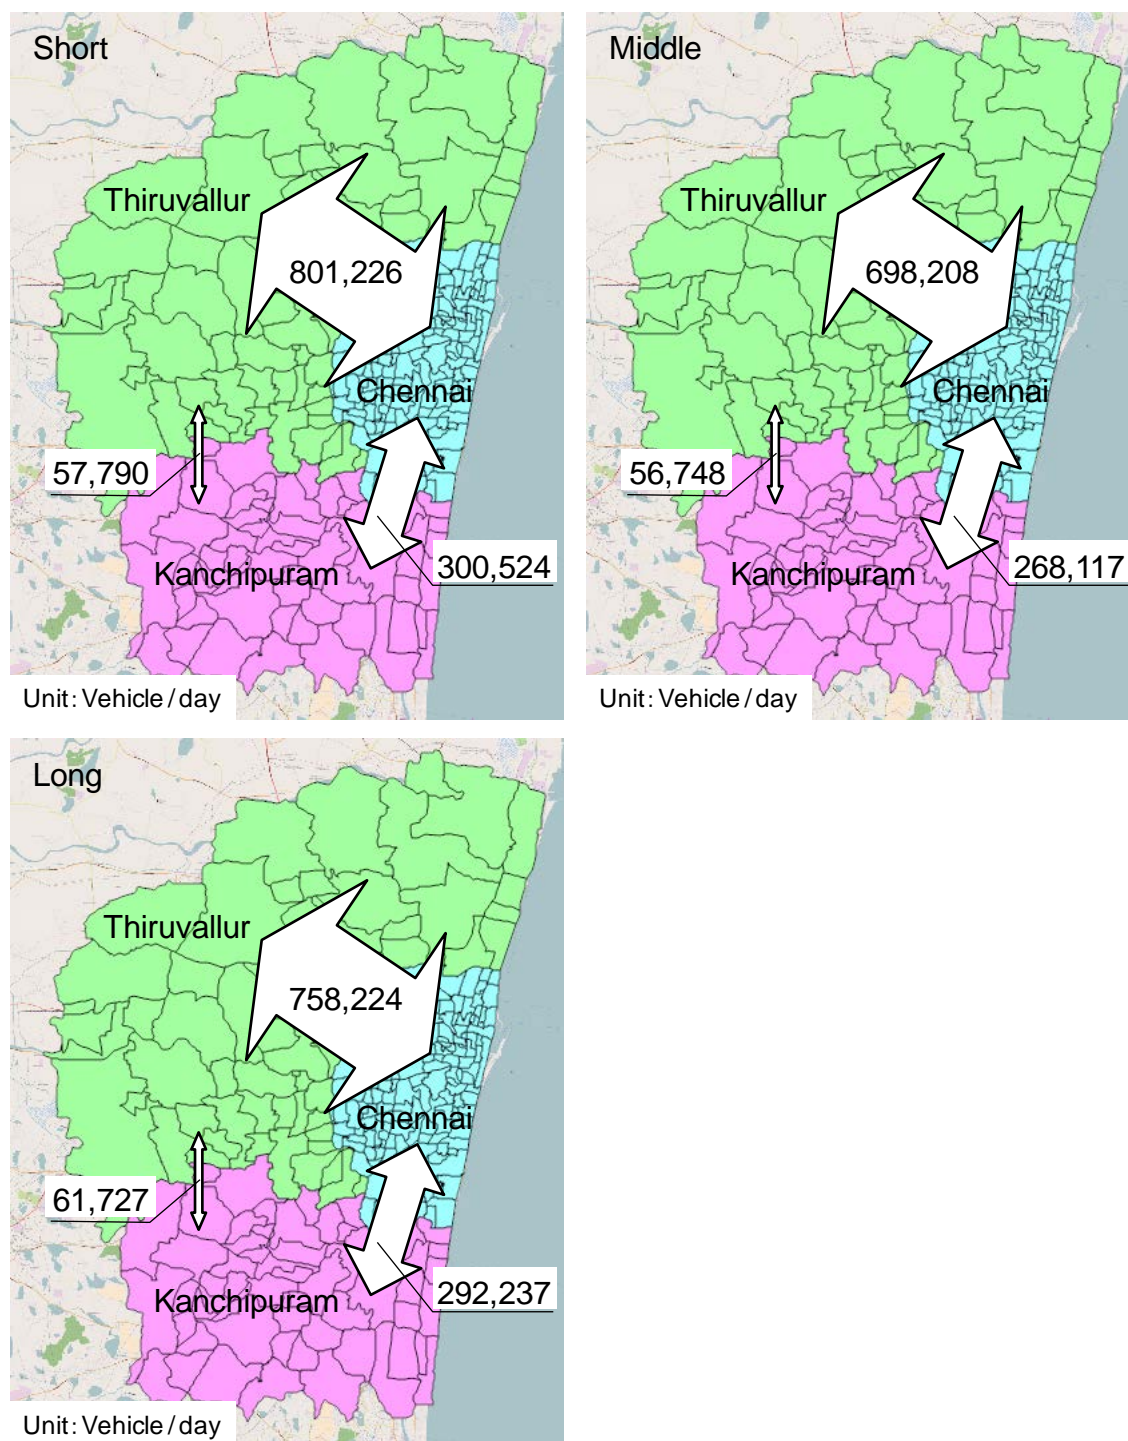 Short
Thiruvallur
801,226
Chennai
57,790
Kanchipuram
300,524
Unit: Vehicle / day
Middle
Thiruvallur
698,208
Chennai
56,748
Kanchipuram
268,117
Unit: Vehicle / day
Long
Thiruvallur
758,224
Chennai
61,727
Kanchipuram
292,237
Unit: Vehicle / day